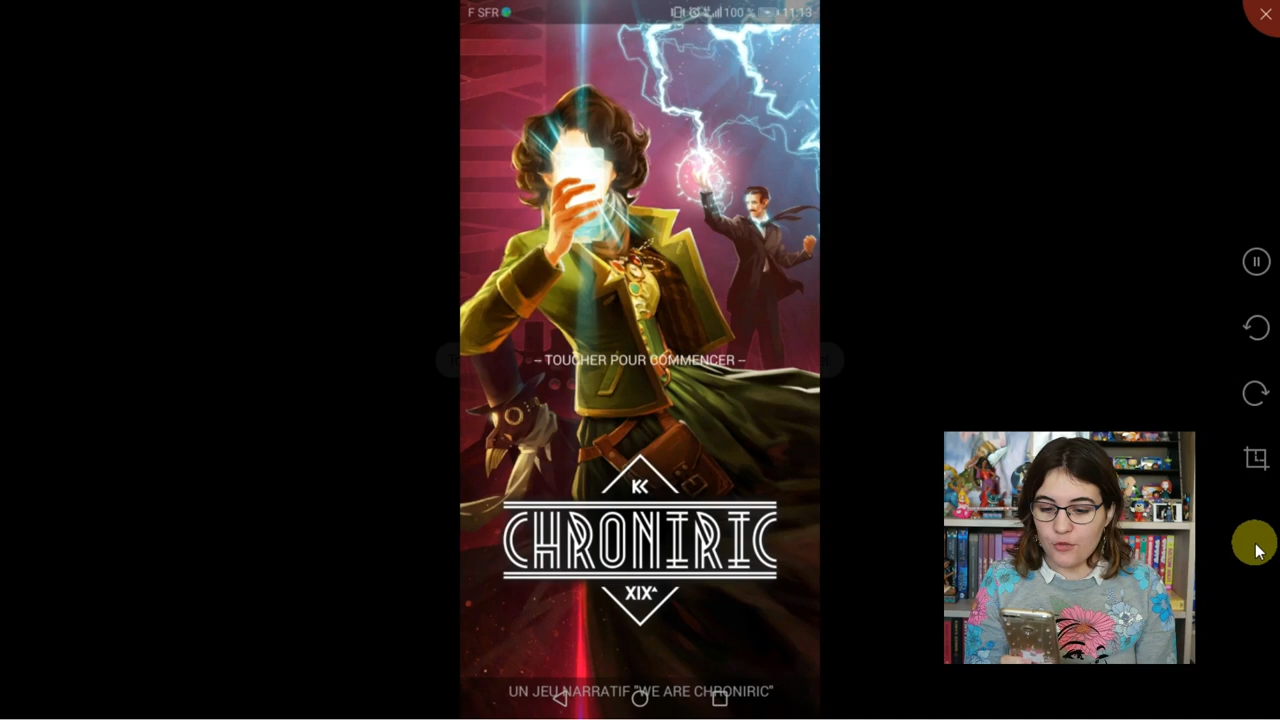 F SFR
100 %
11:13
-- TOUCHER POUR COMMENCER --
CHRONIRIC
XIX
UN JEU NARRATIF "WE ARE CHRONIRIC"